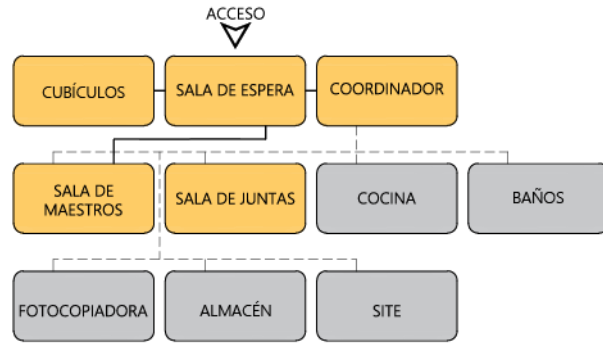 ACCESO
CUBÍCULOS
SALA DE ESPERA
COORDINADOR
SALA DE
MAESTROS
SALA DE JUNTAS
COCINA
BAÑOS
FOTOCOPIADORA
ALMACÉN
SITE